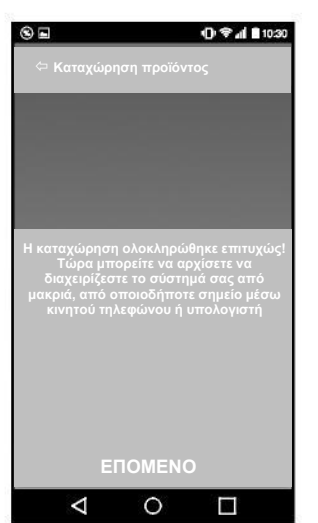 10:30
Καταχώρηση προϊόντος
Η καταχώρηση ολοκληρώθηκε επιτυχώς!
Τώρα μπορείτε να αρχίσετε να
διαχειρίζεστε το σύστημά σας από
μακριά, από οποιοδήποτε σημείο μέσω
κινητού τηλεφώνου ή υπολογιστή
ΕΠΟΜΕΝΟ